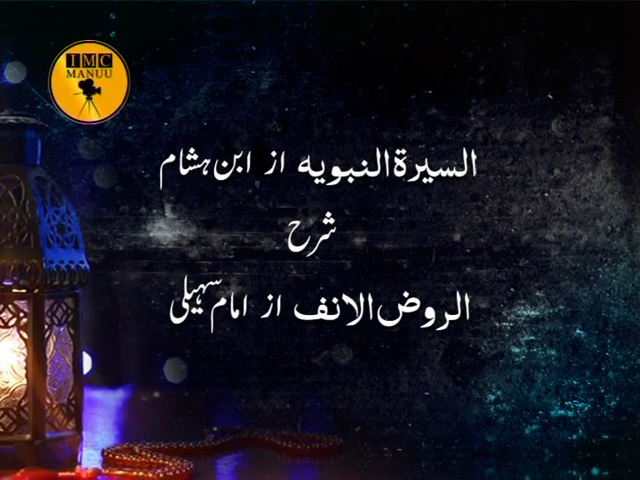 IMC
MANUU
السیرۃ النبویہ از ابن ہشام
شرح
الروض الانف از امام سہیلی